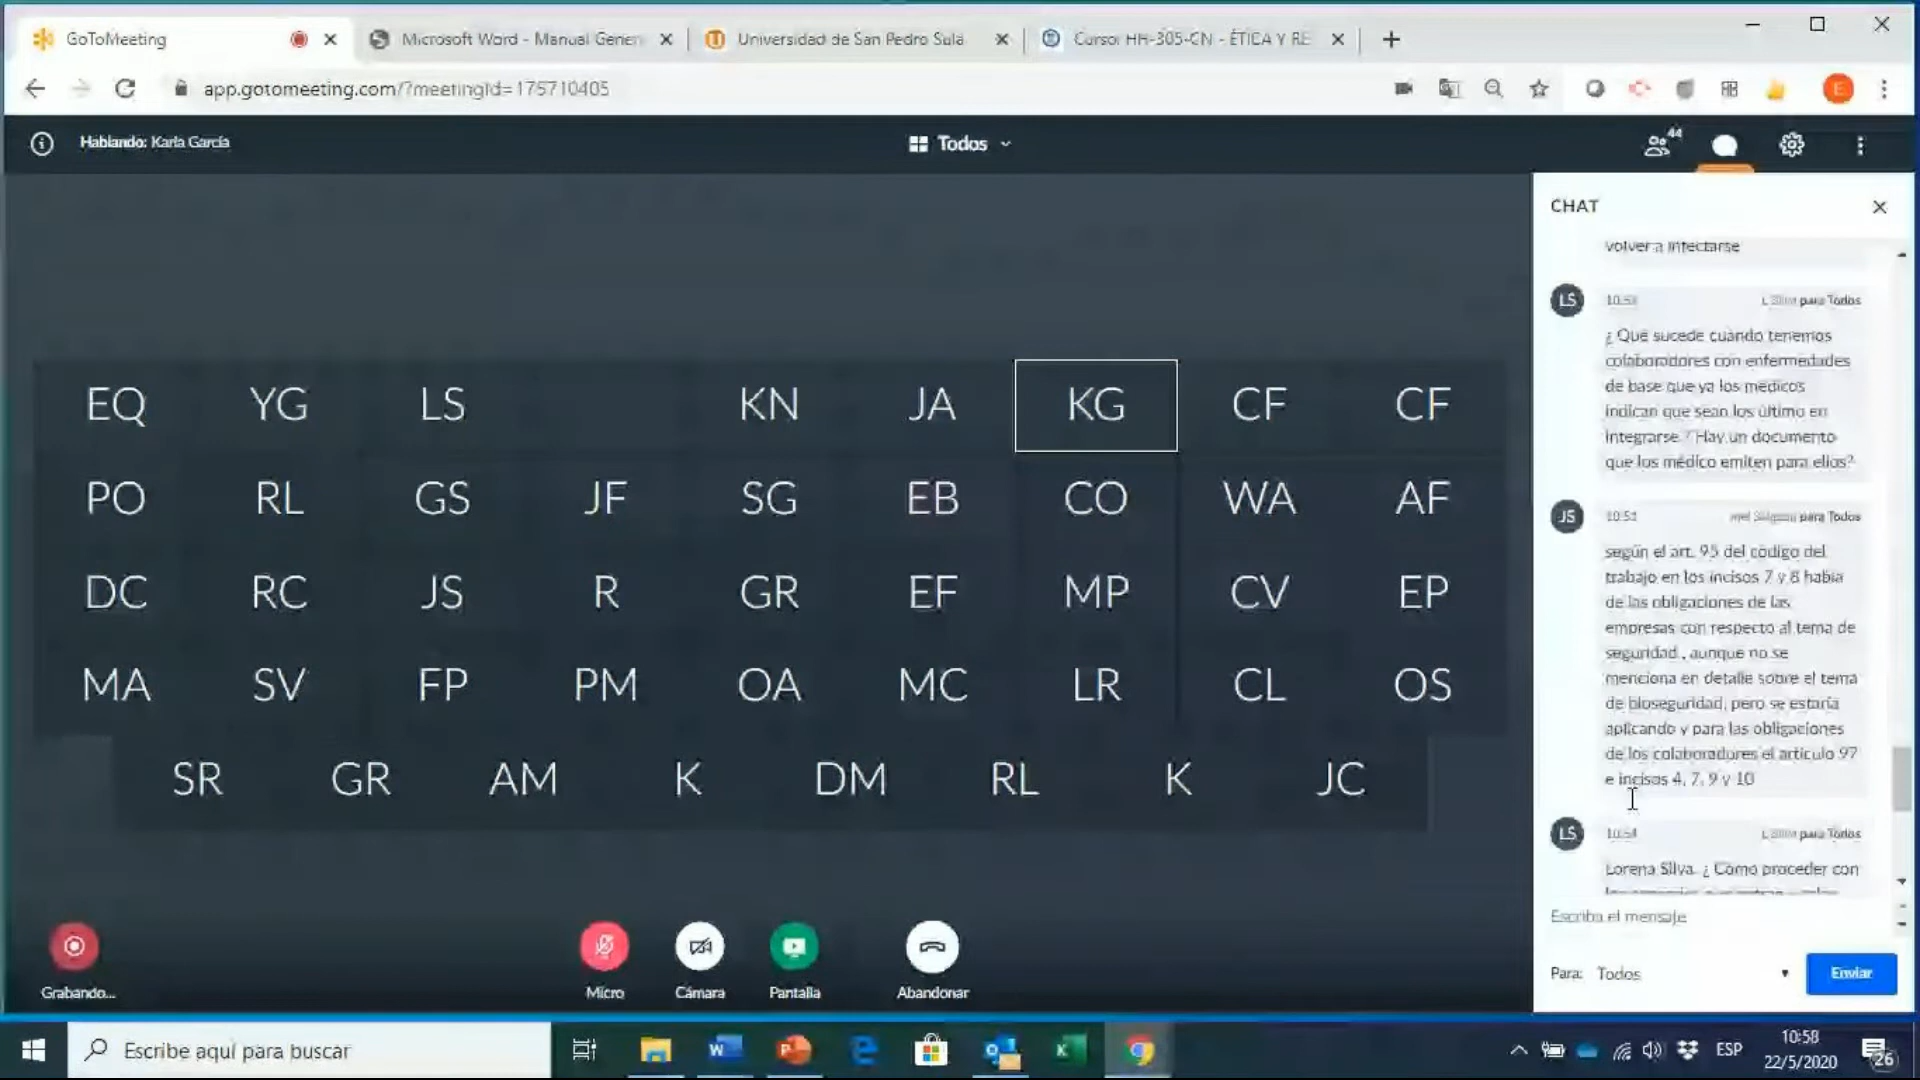 GoToMeeting
Microsoft Word - Manual Gener
Universidad de San Pedro Sula
Curso: HH-305-CN - ÉTICA Y RE
app.gotomeeting.com/?meetingId=175710405
Hablando: Karla García
Todos
44
CHAT
volver a infectarse
LS 10:53 para Todos
¿ Qué sucede cuando tenemos
colaboradores con enfermedades
de base que ya los médicos
indican que sean los último en
integrarse ? Hay un documento
que los médico emiten para ellos?
JS 10:53 para Todos
según el art. 95 del codigo del
trabajo en los incisos 7 y 8 habla
de las obligaciones de las
empresas con respecto al tema de
seguridad , aunque no se
menciona en detalle sobre el tema
de bioseguridad, pero se estaría
aplicando y para las obligaciones
de los colaboradores el artículo 97
e incisos 4, 7, 9 y 10
LS 10:54 para Todos
Lorena Silva. ¿ Como proceder con
Escriba el mensaje
Para: Todos
Enviar
EQ YG LS KN JA KG CF CF
PO RL GS JF SG EB CO WA AF
DC RC JS R GR EF MP CV EP
MA SV FP PM OA MC LR CL OS
SR GR AM K DM RL K JC
Grabando...
Micro
Cámara
Pantalla
Abandonar
Escribe aquí para buscar
ESP
10:58
22/5/2020
26